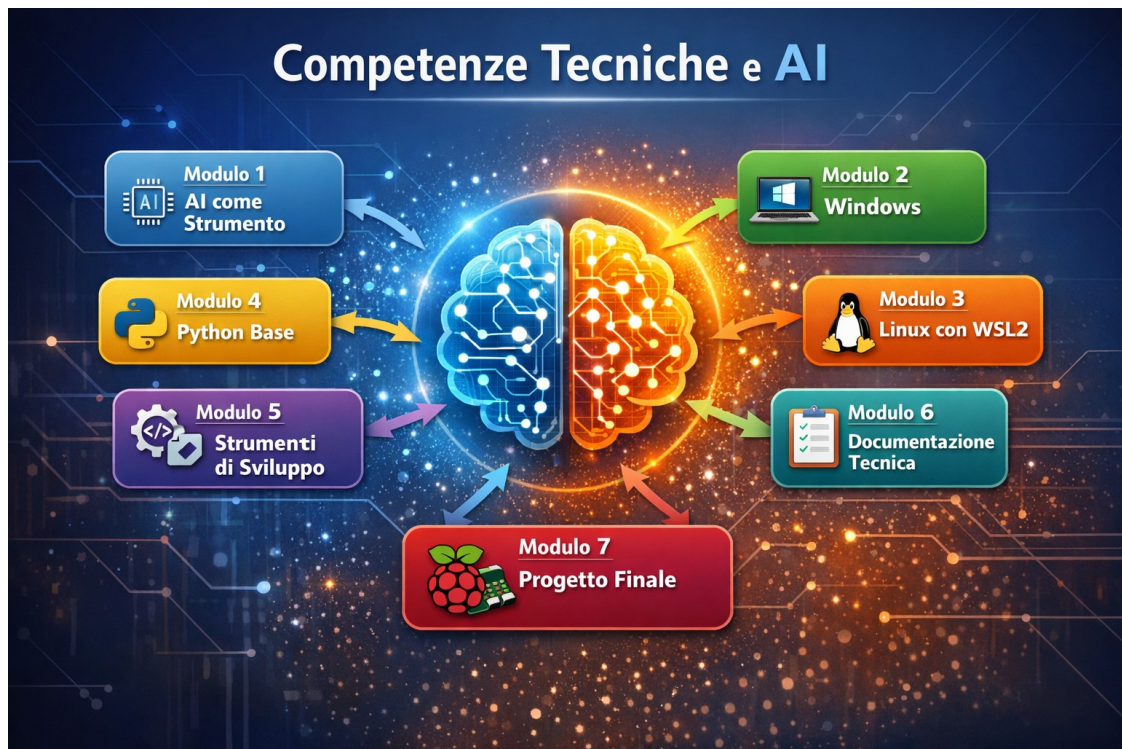 Competenze Tecniche e AI
Modulo 1
AI
AI come
Strumento
Modulo 2
Windows
Modulo 4
Python Base
Modulo 3
Linux con WSL2
Modulo 5
</>
Strumenti
di Sviluppo
Modulo 6
Documentazione
Tecnica
Modulo 7
Progetto Finale